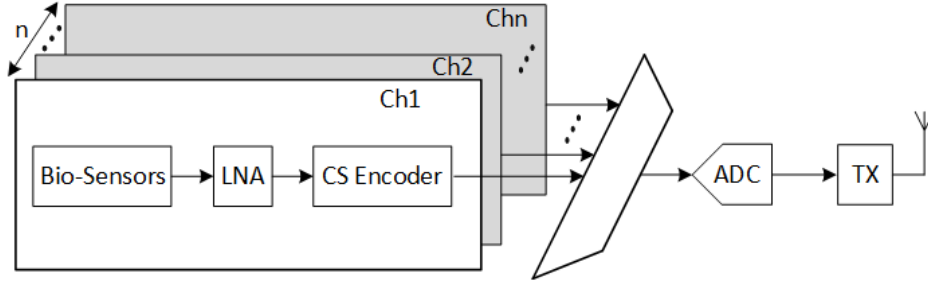 n
Chn
Ch2
Ch1
Bio-Sensors
LNA
CS Encoder
ADC
TX